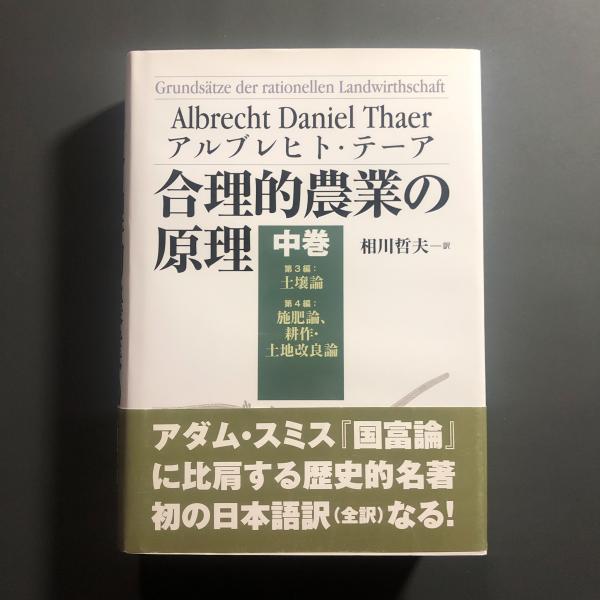 Grundsätze der rationellen Landwirthschaft
Albrecht Daniel Thaer
アルブレヒト・テーア
合理的農業の
原理
中巻
相川哲夫—訳
第3編：
土壌論
第4編：
施肥論、
耕作・
土地改良論
アダム・スミス『国富論』
に比肩する歴史的名著
初の日本語訳（全訳）なる！